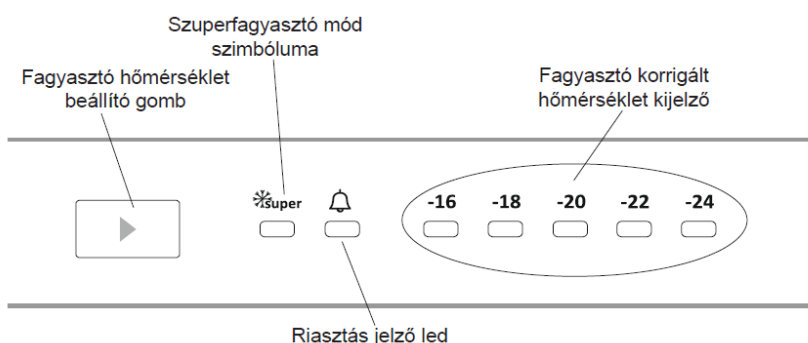 Szuperfagyasztó mód
szimbóluma
Fagyasztó hőmérséklet
beállító gomb
Fagyasztó korrigált
hőmérséklet kijelző
super
-16 -18 -20 -22 -24
Riasztás jelző led